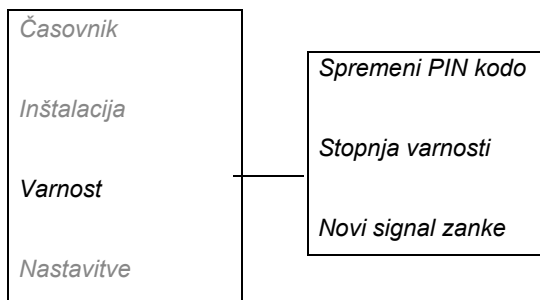 Časovnik
Inštalacija
Varnost
Nastavitve
Spremeni PIN kodo
Stopnja varnosti
Novi signal zanke